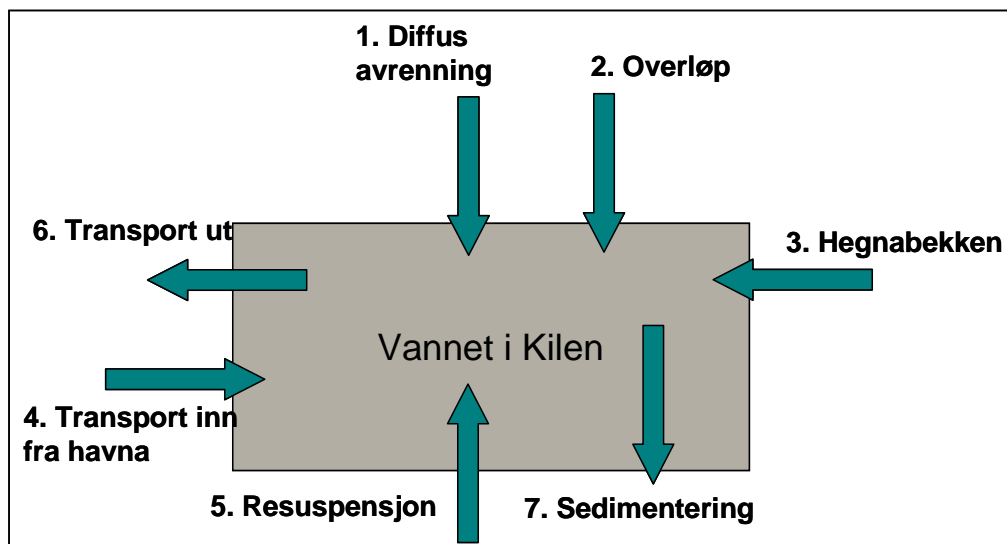 1. Diffus
avrenning
2. Overløp
6. Transport ut
3. Hegnabekken
Vannet i Kilen
4. Transport inn
fra havna
5. Resuspensjon
7. Sedimentering